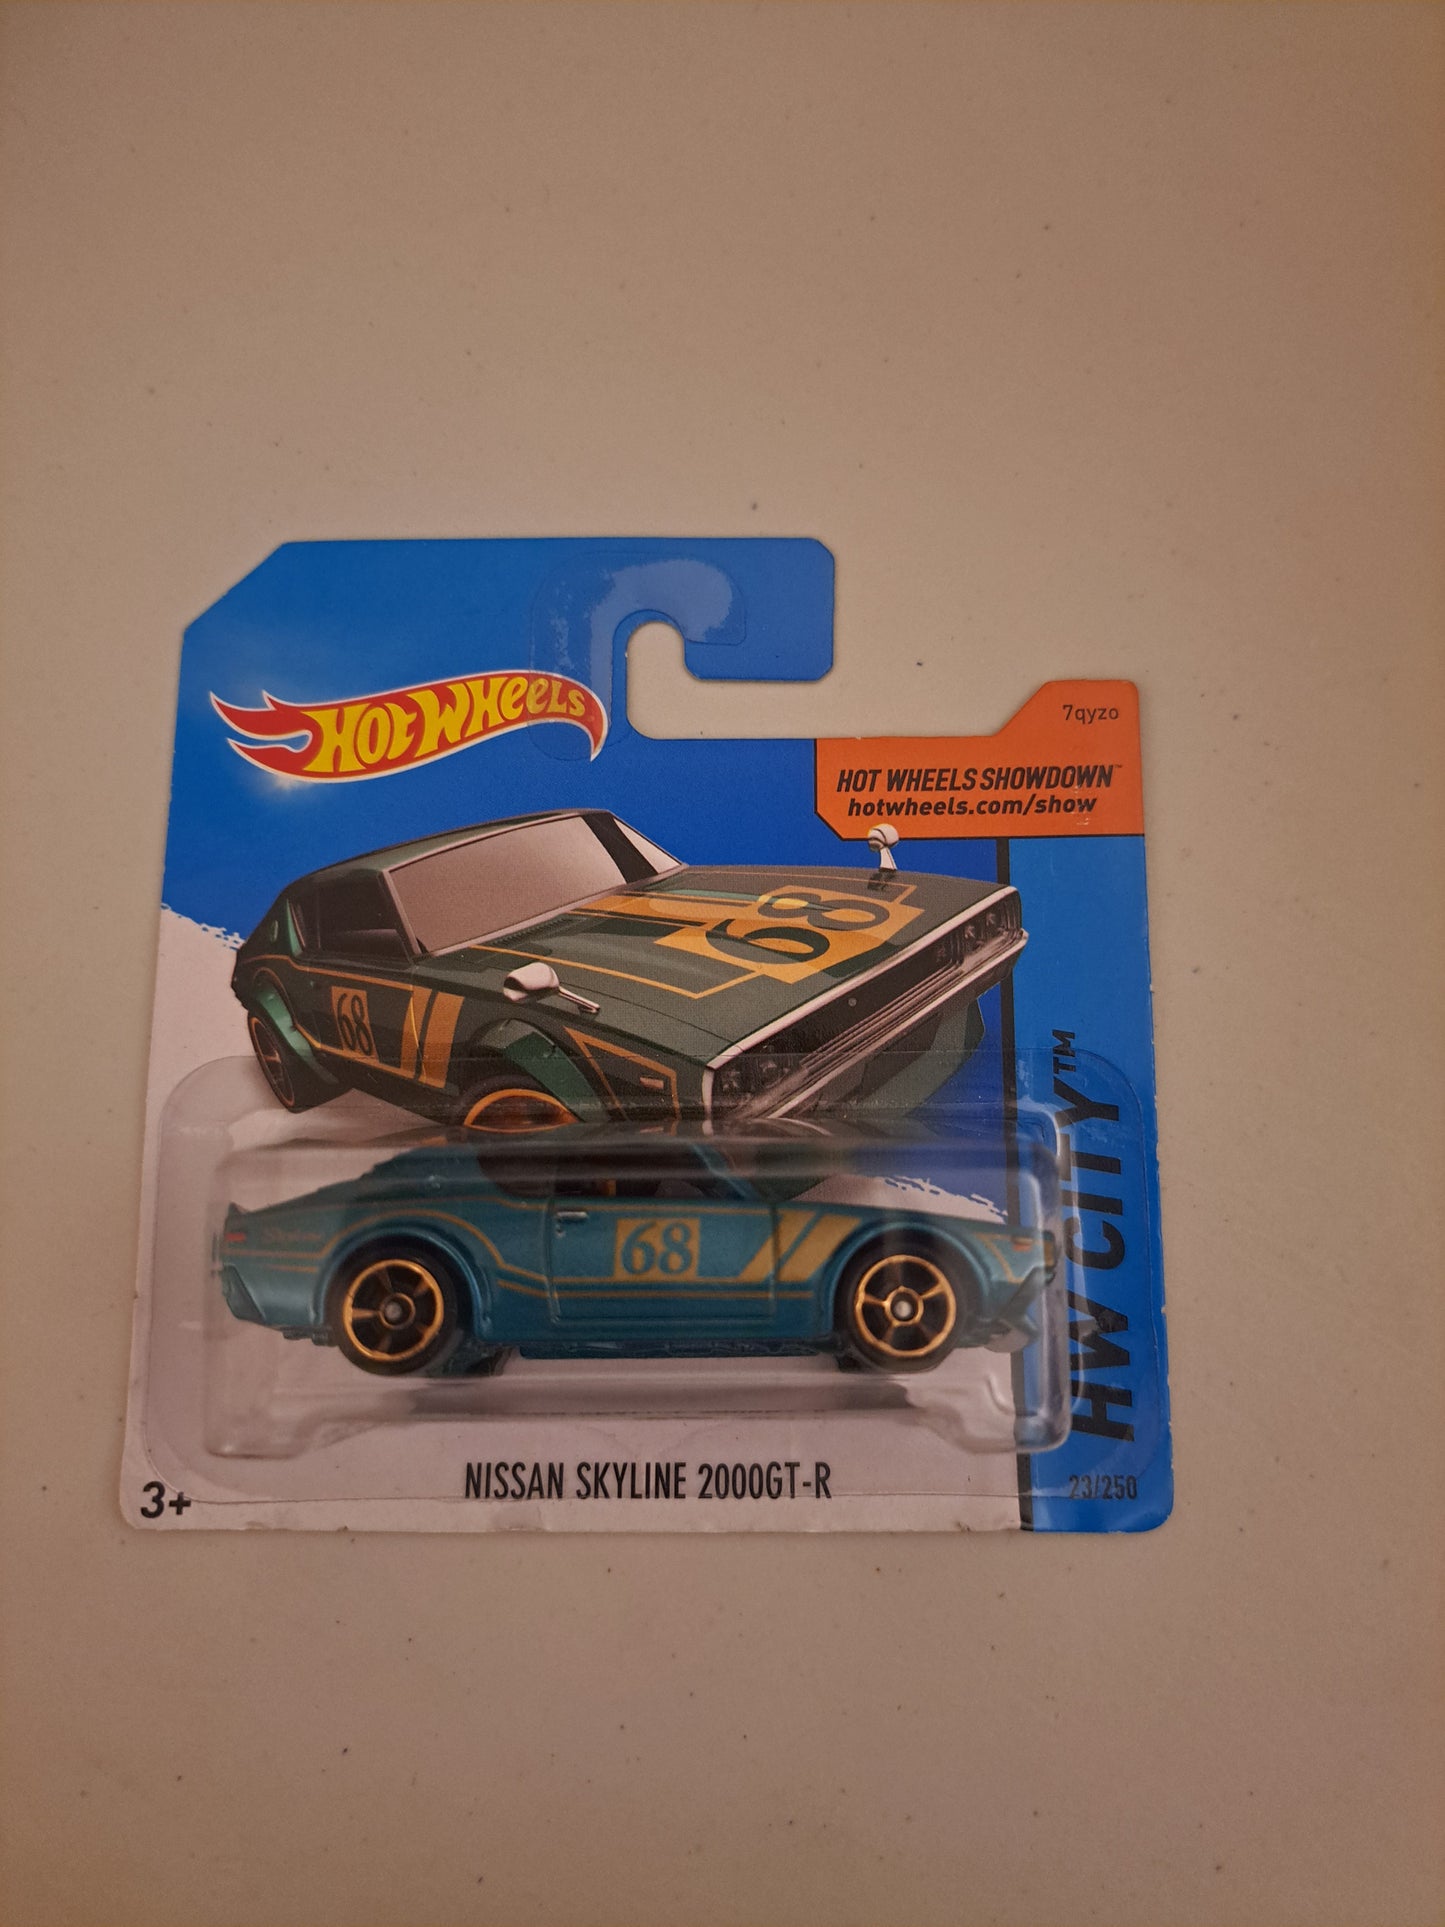 HOT WHEELS
7qyzo
HOT WHEELS SHOWDOWN™
hotwheels.com/show
68
68
HW CITY™
68
Skyline
NISSAN SKYLINE 2000GT-R
3+
23/250